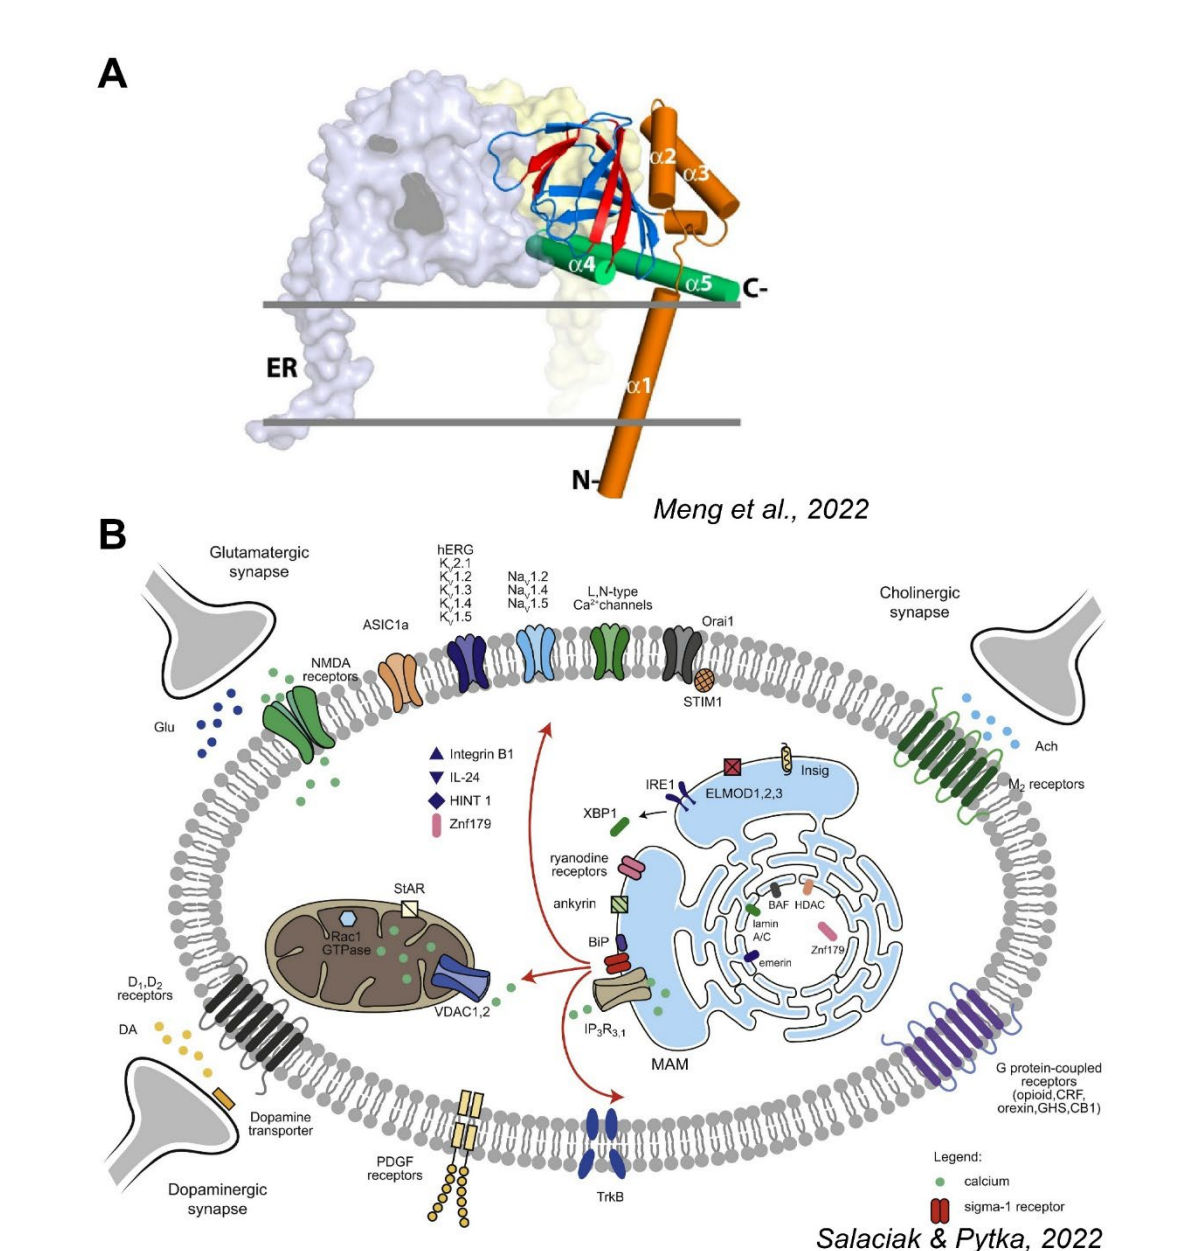 A
α2
α3
α4
α5
C-
ER
α1
N-
Meng et al., 2022
B
Glutamatergic
synapse
hERG
KV2.1
KV1.2
KV1.3
KV1.4
KV1.5
NaV1.2
NaV1.4
NaV1.5
L,N-type
Ca2+channels
Cholinergic
synapse
ASIC1a
Orai1
NMDA
receptors
STIM1
Glu
Ach
Integrin B1
IL-24
HINT 1
Znf179
Insig
IRE1
ELMOD1,2,3
M2 receptors
XBP1
ryanodine
receptors
StAR
ankyrin
BAF
HDAC
lamin
A/C
Rac1
GTPase
BiP
Znf179
emerin
D1,D2
receptors
VDAC1,2
IP3R3,1
DA
MAM
G protein-coupled
receptors
(opioid,CRF,
orexin,GHS,CB1)
Dopamine
transporter
PDGF
receptors
Dopaminergic
synapse
TrkB
Legend:
calcium
sigma-1 receptor
Salaciak & Pytka, 2022